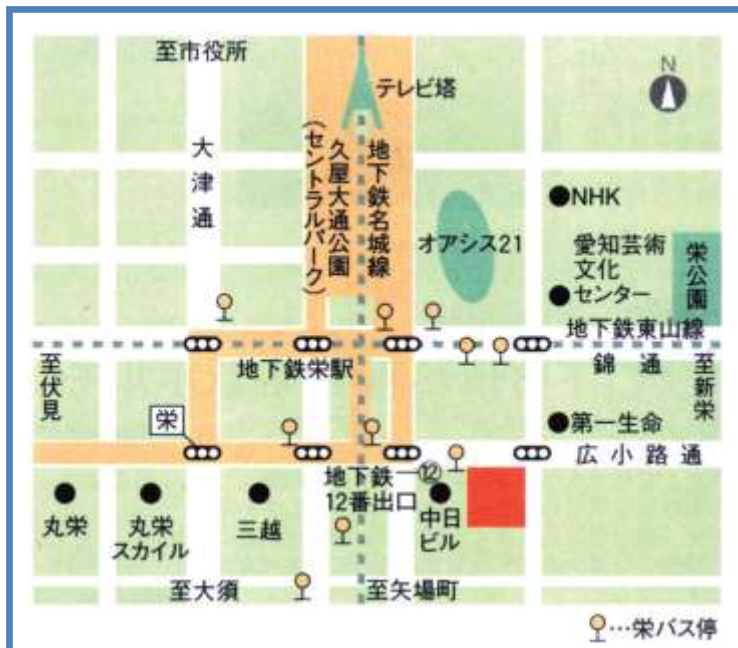 至市役所
テレビ塔
N
大津通
久屋大通公園
(セントラルパーク)
地下鉄名城線
NHK
オアシス21
愛知芸術
文化
センター
栄公園
地下鉄東山線
至伏見
地下鉄栄駅
錦通
至新栄
栄
第一生命
広小路通
地下鉄
12番出口
⑫
丸栄
丸栄
スカイル
三越
中日
ビル
至大須
至矢場町
…栄バス停